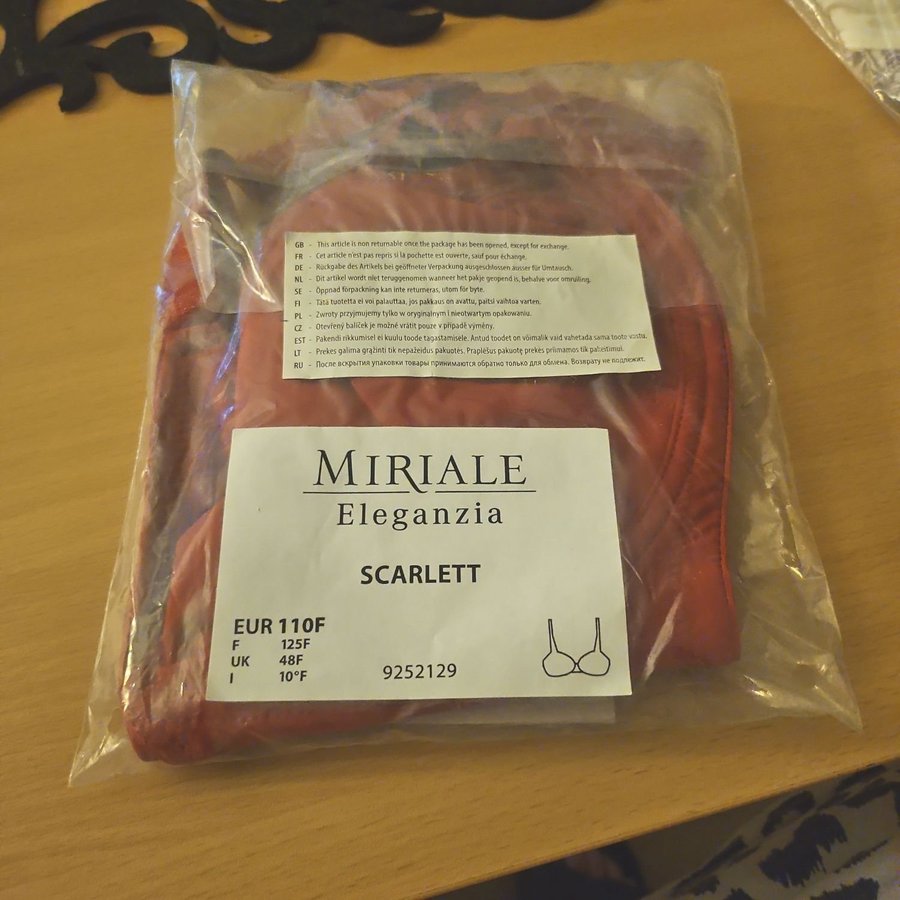 GB - This article is non returnable once the package has been opened, except for exchange.
FR - Cet article n'est pas repris si la pochette est ouverte, sauf pour échange.
DE - Rückgabe des Artikels bei geöffneter Verpackung ausgeschlossen ausser für Umtausch.
NL - Dit artikel wordt niet teruggenomen wanneer het pakje geopend is, behalve voor omruiling.
SE - Öppnad förpackning kan inte returneras, utom för byte.
FI - Tätä tuotetta ei voi palauttaa, jos pakkaus on avattu, paitsi vaihtoa varten.
PL - Zwroty przyjmujemy tylko w oryginalnym i nieotwartym opakowaniu.
CZ - Otevřený balíček je možné vrátit pouze v případě výměny.
EST - Pakendi rikkumisel ei kuulu toode tagastamisele. Antud toodet on võimalik vaid vahetada sama toote vastu.
LT - Prekes galima grąžinti tik nepažeidus pakuotės. Praplėšus pakuotę prekes priimamos tik pakeitimui.
RU - После вскрытия упаковки товары принимаются обратно только для обмена. Возврату не подлежит.
MIRIALE
Eleganzia
SCARLETT
EUR 110F
F 125F
UK 48F
I 10°F
9252129